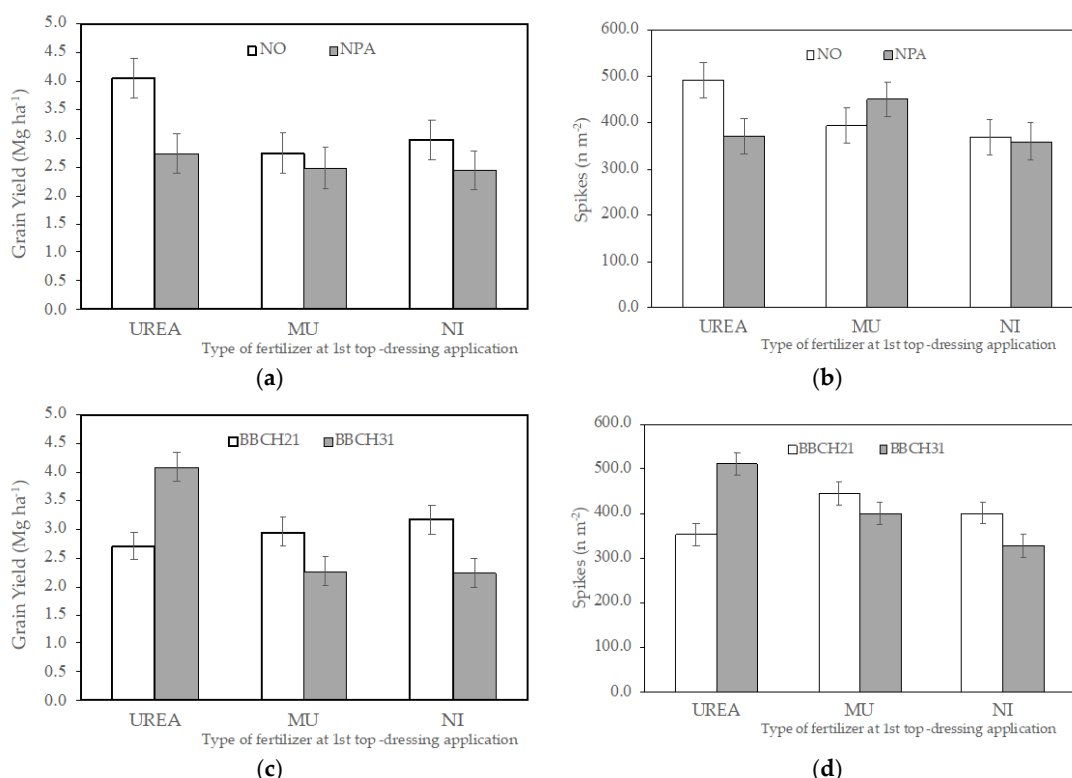 5.0
4.5
4.0
3.5
3.0
2.5
2.0
1.5
1.0
0.5
0.0
Grain Yield (Mg ha⁻¹)
NO NPA
UREA MU NI
Type of fertilizer at 1st top -dressing application
(a)
600.0
500.0
400.0
300.0
200.0
100.0
0.0
Spikes (n m⁻²)
NO NPA
UREA MU NI
Type of fertilizer at 1st top -dressing application
(b)
5.0
4.5
4.0
3.5
3.0
2.5
2.0
1.5
1.0
0.5
0.0
Grain Yield (Mg ha⁻¹)
BBCH21 BBCH31
UREA MU NI
Type of fertilizer at 1st top -dressing application
(c)
600.0
500.0
400.0
300.0
200.0
100.0
0.0
Spikes (n m⁻²)
BBCH21 BBCH31
UREA MU NI
Type of fertilizer at 1st top -dressing application
(d)